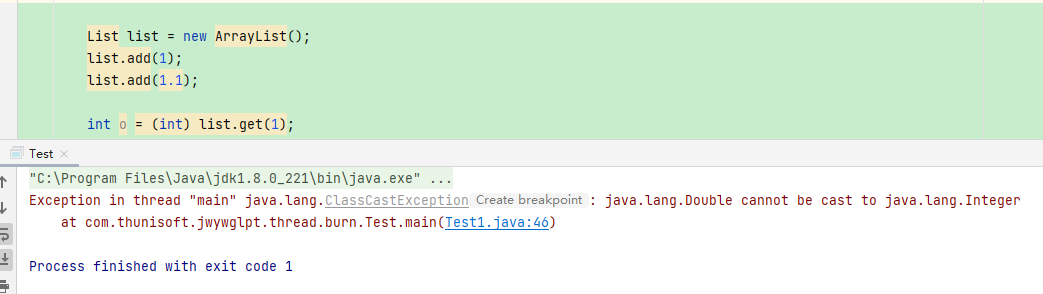 List list = new ArrayList();
list.add(1);
list.add(1.1);
int o = (int) list.get(1);
Test ×
"C:\Program Files\Java\jdk1.8.0_221\bin\java.exe" ...
Exception in thread "main" java.lang.ClassCastException Create breakpoint : java.lang.Double cannot be cast to java.lang.Integer
at com.thunisoft.jwywglpt.thread.burn.Test.main(Test1.java:46)
Process finished with exit code 1